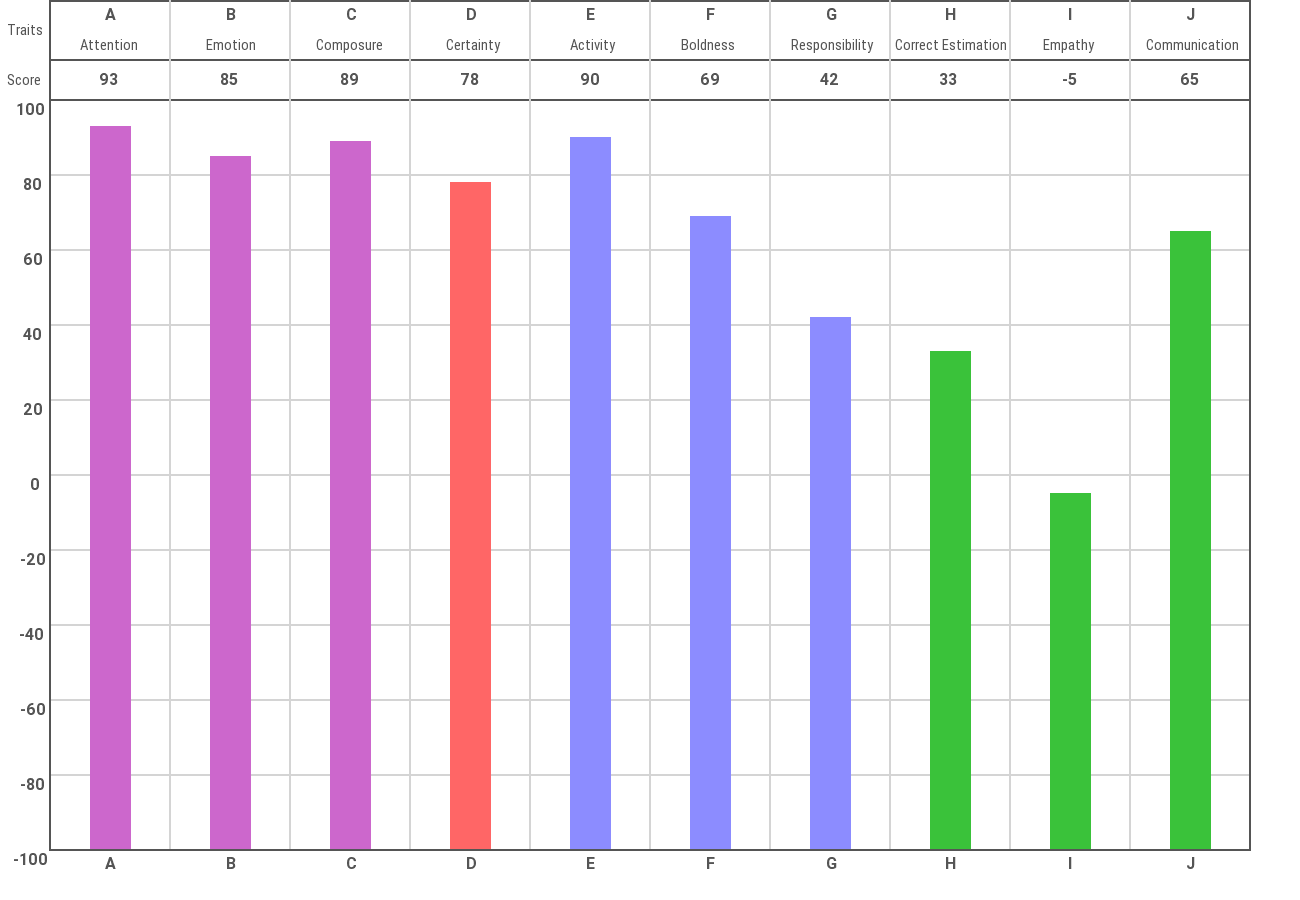 A B C D E F G H I J
Traits
Attention Emotion Composure Certainty Activity Boldness Responsibility Correct Estimation Empathy Communication
Score 93 85 89 78 90 69 42 33 -5 65
100
80
60
40
20
0
-20
-40
-60
-80
-100
A B C D E F G H I J